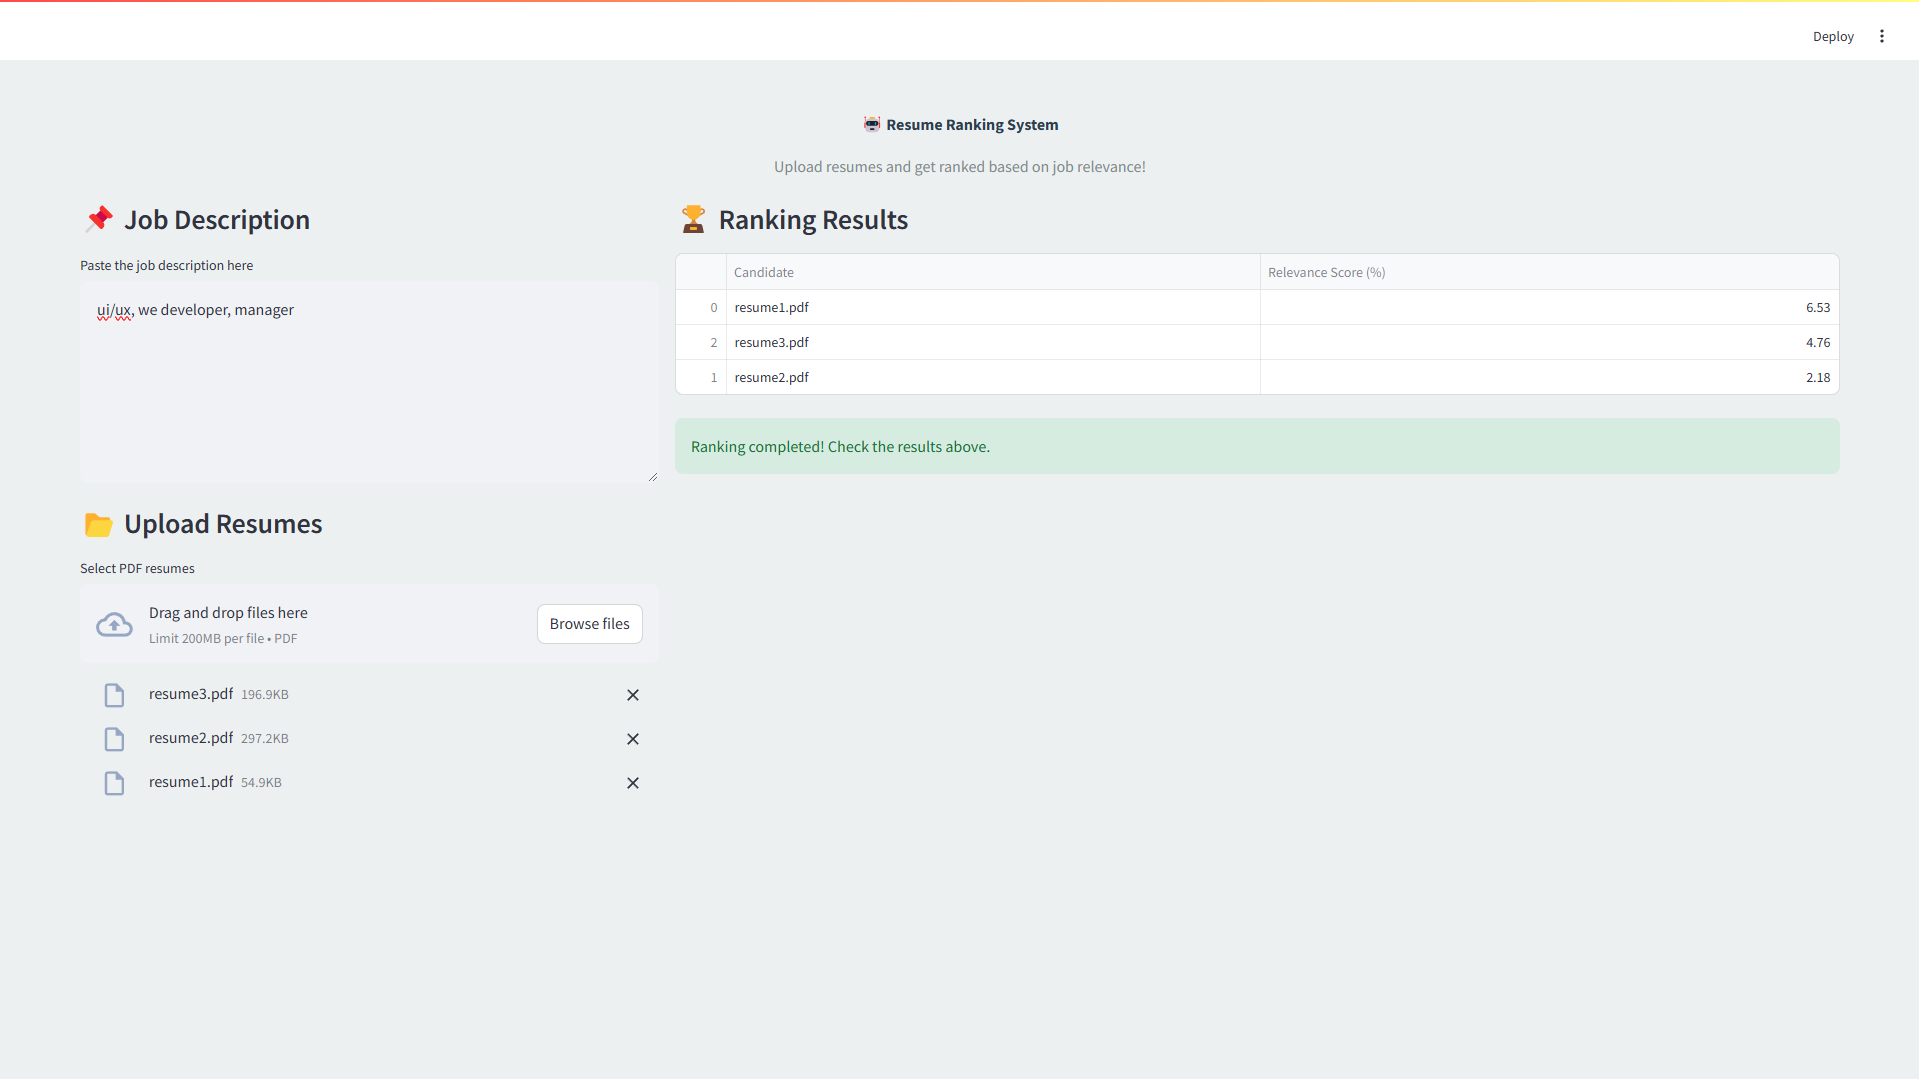 Deploy
Resume Ranking System
Upload resumes and get ranked based on job relevance!
Job Description
Paste the job description here
ui/ux, we developer, manager
Upload Resumes
Select PDF resumes
Drag and drop files here
Limit 200MB per file • PDF
Browse files
resume3.pdf 196.9KB
resume2.pdf 297.2KB
resume1.pdf 54.9KB
Ranking Results
Candidate Relevance Score (%)
0 resume1.pdf 6.53
2 resume3.pdf 4.76
1 resume2.pdf 2.18
Ranking completed! Check the results above.